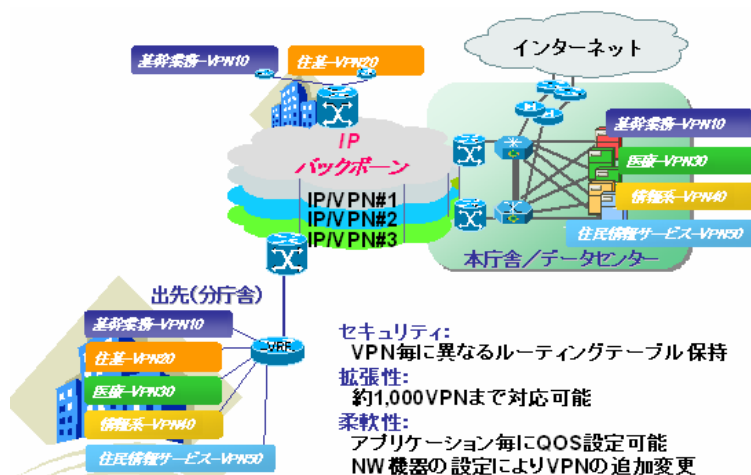 基幹業務-VPN10
住基-VPN20
インターネット
IP
バックボーン
IP/VPN#1
IP/VPN#2
IP/VPN#3
基幹業務-VPN10
医療-VPN30
情報系-VPN40
住民情報サービス-VPN50
本庁舎/データセンター
出先(分庁舎)
基幹業務-VPN10
住基-VPN20
医療-VPN30
情報系-VPN40
住民情報サービス-VPN50
VRF
セキュリティ:
VPN毎に異なるルーティングテーブル保持
拡張性:
約1,000VPNまで対応可能
柔軟性:
アプリケーション毎にQOS設定可能
NW機器の設定によりVPNの追加変更